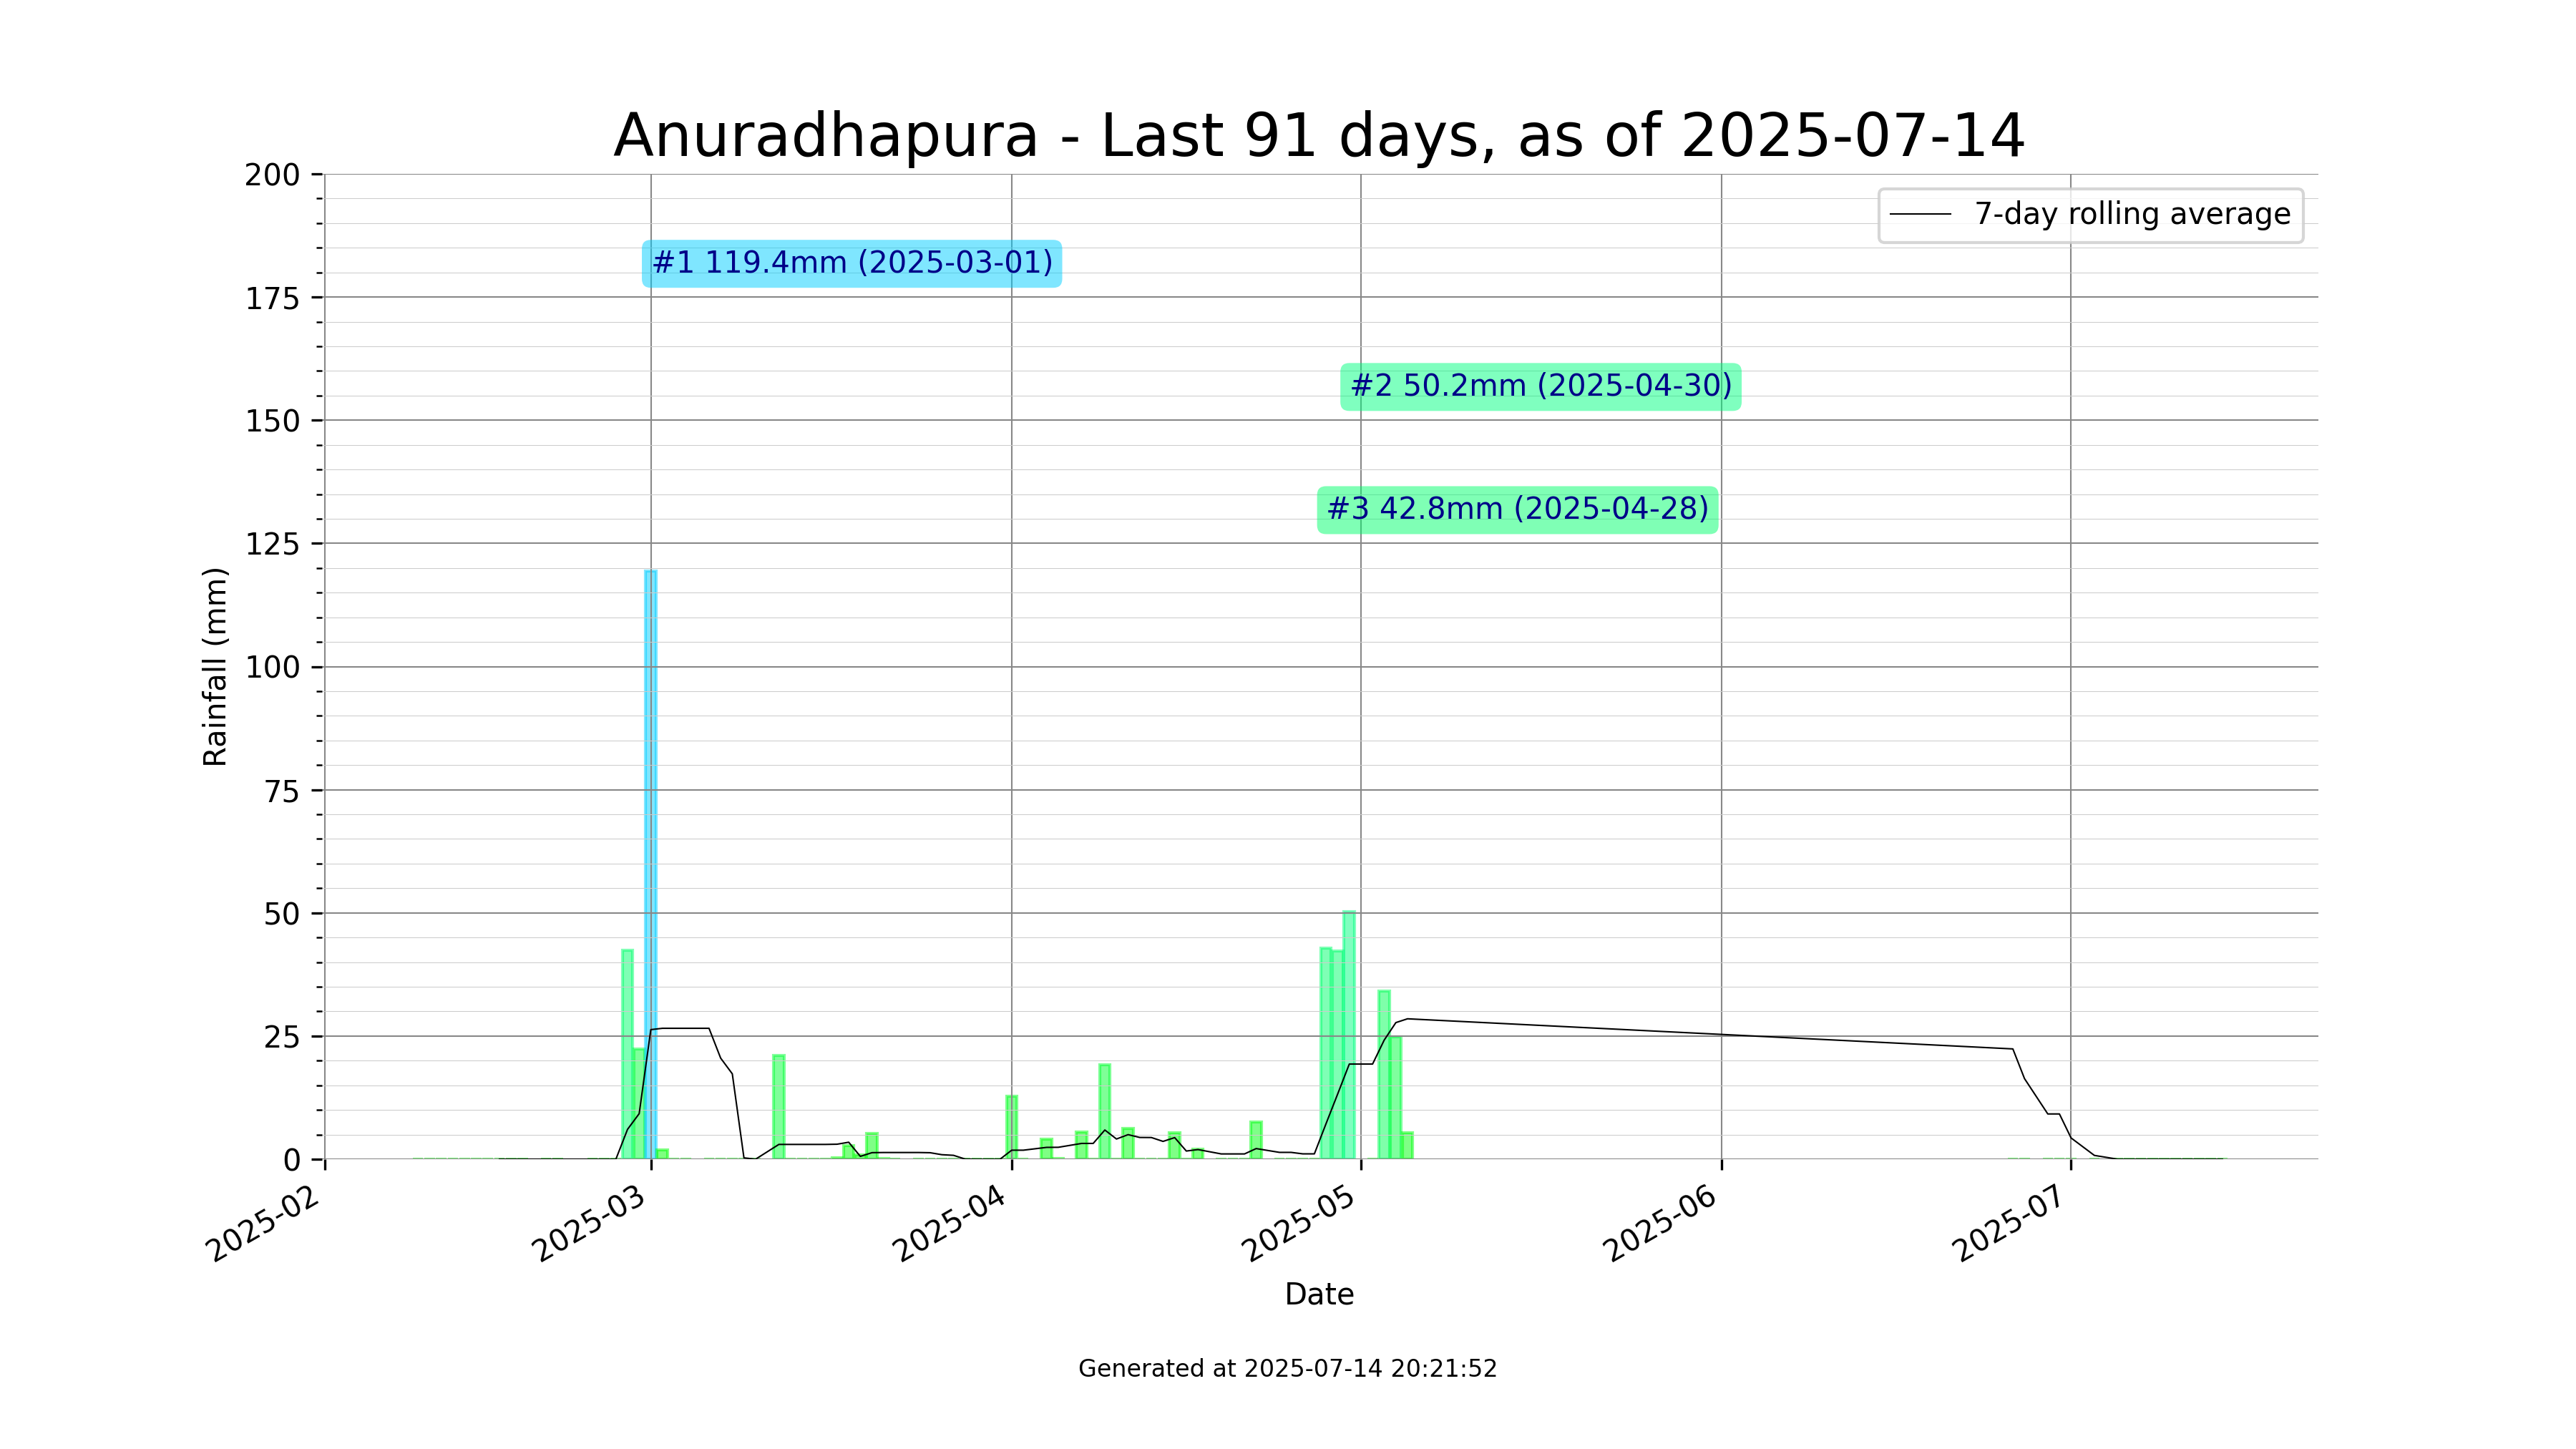 Anuradhapura - Last 91 days, as of 2025-07-14
7-day rolling average
#1 119.4mm (2025-03-01)
#2 50.2mm (2025-04-30)
#3 42.8mm (2025-04-28)
Rainfall (mm)
200
175
150
125
100
75
50
25
0
2025-02
2025-03
2025-04
2025-05
2025-06
2025-07
Date
Generated at 2025-07-14 20:21:52